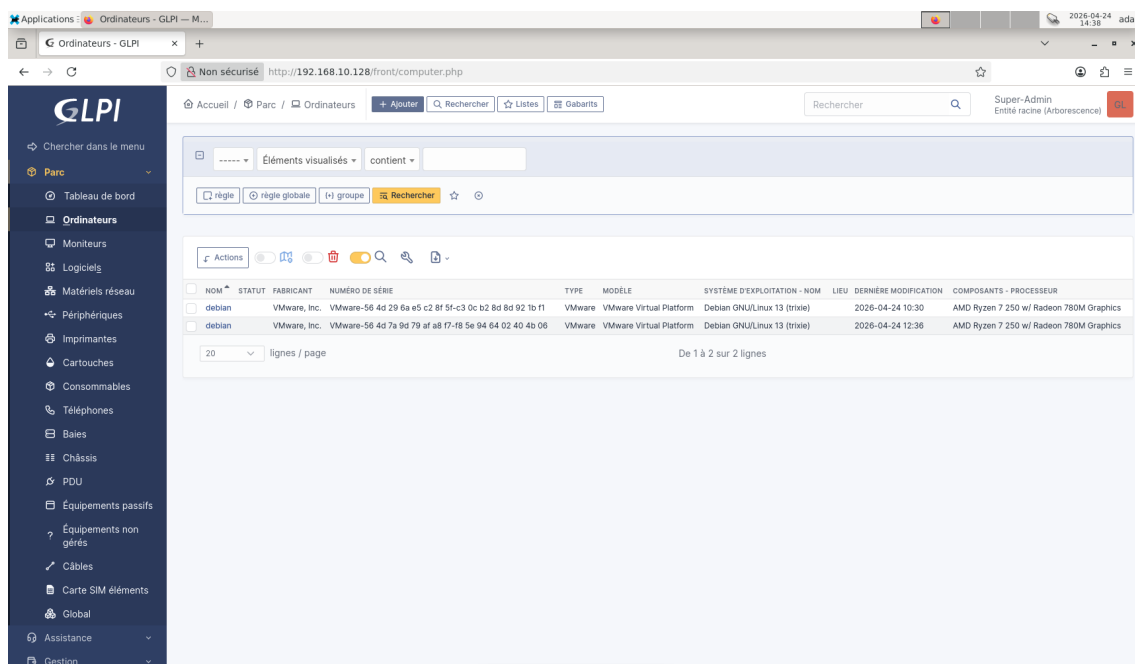 Applications
Ordinateurs - GLPI — M...
2026-04-24
14:38
ada
Ordinateurs - GLPI
Non sécurisé http://192.168.10.128/front/computer.php
GLPI
Accueil / Parc / Ordinateurs + Ajouter Rechercher Listes Gabarits
Rechercher
Super-Admin
Entité racine (Arborescence)
GL
Chercher dans le menu
Parc
Tableau de bord
Ordinateurs
Moniteurs
Logiciels
Matériels réseau
Périphériques
Imprimantes
Cartouches
Consommables
Téléphones
Baies
Châssis
PDU
Équipements passifs
Équipements non
gérés
Câbles
Carte SIM éléments
Global
Assistance
Gestion
----- Éléments visualisés contient
règle règle globale groupe Rechercher
Actions
NOM STATUT FABRICANT NUMÉRO DE SÉRIE TYPE MODÈLE SYSTÈME D'EXPLOITATION - NOM LIEU DERNIÈRE MODIFICATION COMPOSANTS - PROCESSEUR
debian VMware, Inc. VMware-56 4d 29 6a e5 c2 8f 5f-c3 0c b2 8d 8d 92 1b f1 VMware VMware Virtual Platform Debian GNU/Linux 13 (trixie) 2026-04-24 10:30 AMD Ryzen 7 250 w/ Radeon 780M Graphics
debian VMware, Inc. VMware-56 4d 7a 9d 79 af a8 f7-f8 5e 94 64 02 40 4b 06 VMware VMware Virtual Platform Debian GNU/Linux 13 (trixie) 2026-04-24 12:36 AMD Ryzen 7 250 w/ Radeon 780M Graphics
20 lignes / page
De 1 à 2 sur 2 lignes